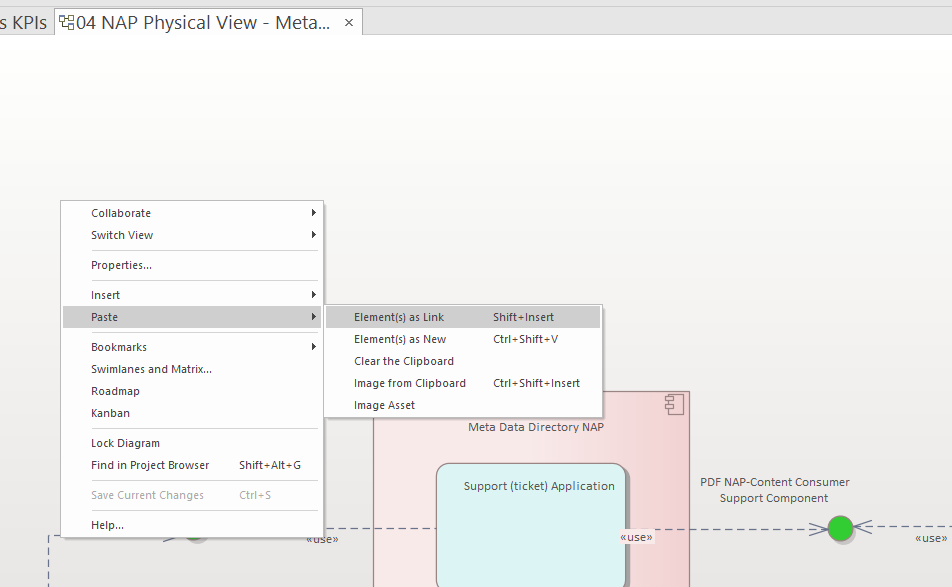 s KPIs
04 NAP Physical View - Meta...
Collaborate
Switch View
Properties...
Insert
Paste
Bookmarks
Swimlanes and Matrix...
Roadmap
Kanban
Lock Diagram
Find in Project Browser Shift+Alt+G
Save Current Changes Ctrl+S
Help...
Element(s) as Link Shift+Insert
Element(s) as New Ctrl+Shift+V
Clear the Clipboard
Image from Clipboard Ctrl+Shift+Insert
Image Asset
Meta Data Directory NAP
Support (ticket) Application
PDF NAP-Content Consumer
Support Component
«use»
«use»
«use»